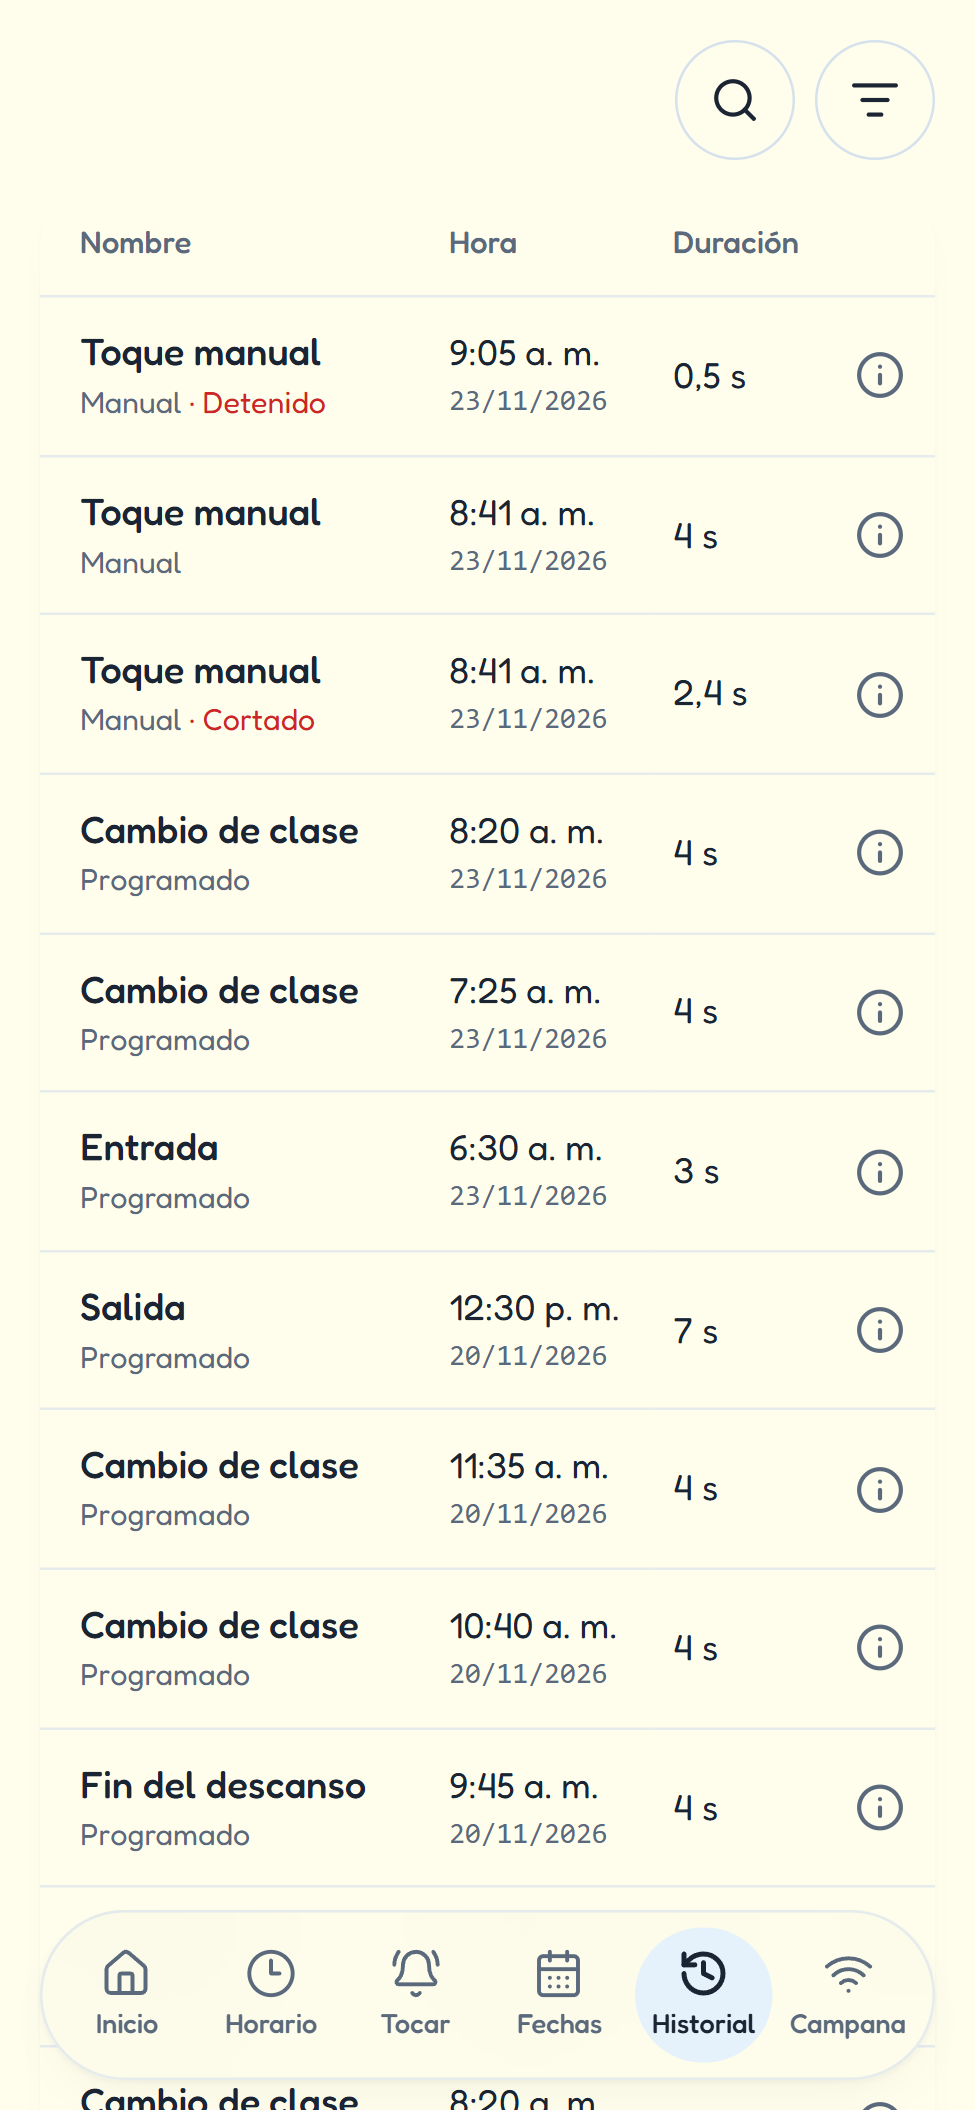 Nombre Hora Duración
Toque manual 9:05 a. m. 0,5 s
Manual · Detenido 23/11/2026
Toque manual 8:41 a. m. 4 s
Manual 23/11/2026
Toque manual 8:41 a. m. 2,4 s
Manual · Cortado 23/11/2026
Cambio de clase 8:20 a. m. 4 s
Programado 23/11/2026
Cambio de clase 7:25 a. m. 4 s
Programado 23/11/2026
Entrada 6:30 a. m. 3 s
Programado 23/11/2026
Salida 12:30 p. m. 7 s
Programado 20/11/2026
Cambio de clase 11:35 a. m. 4 s
Programado 20/11/2026
Cambio de clase 10:40 a. m. 4 s
Programado 20/11/2026
Fin del descanso 9:45 a. m. 4 s
Programado 20/11/2026
Inicio Horario Tocar Fechas Historial Campana
Cambio de clase 8:20 a. m.